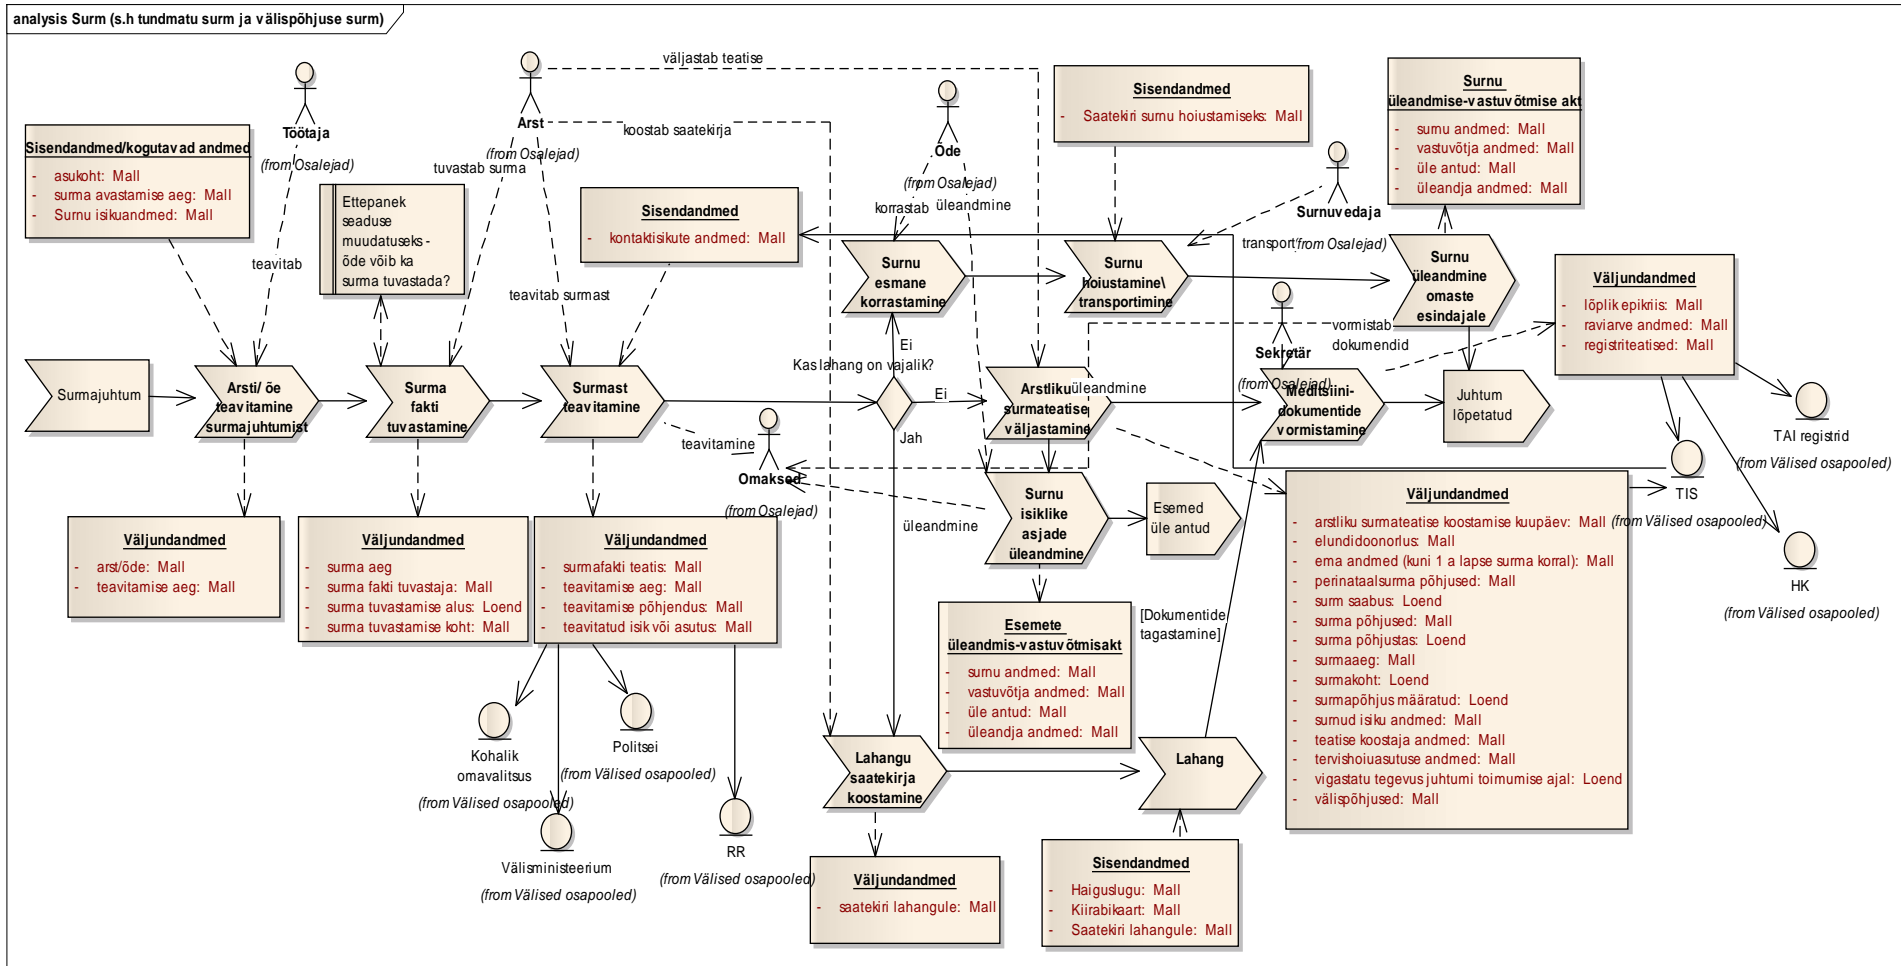 analysis Surm (s.h tundmatu surm ja välispõhjuse surm)
Töötaja
(from Osalejad)
Arst
(from Osalejad)
väljastab teatise
koostab saatekirja
tuvastab surma
Õde
(from Osalejad)
korrastab
üleandmine
Sisendandmed
- Saatekiri surnu hoiustamiseks: Mall
Surnuvedaja
(from Osalejad)
transport
Surnu
üleandmise-vastuvõtmise akt
- surnu andmed: Mall
- vastuvõtja andmed: Mall
- üle antud: Mall
- üleandja andmed: Mall
Sisendandmed/kogutavad andmed
- asukoht: Mall
- surma avastamise aeg: Mall
- Surnu isikuandmed: Mall
teavitab
Ettepanek
seaduse
muudatuseks -
õde võib ka
surma tuvastada?
Sisendandmed
- kontaktisikute andmed: Mall
teavitab surmast
Surnu
esmane
korrastamine
Surnu
hoiustamine\
transportimine
Surnu
üleandmine
omaste
esindajale
Väljundandmed
- lõplik epikriis: Mall
- raviarve andmed: Mall
- registriteatised: Mall
Surmajuhtum
Arsti/ õe
teavitamine
surmajuhtumist
Surma
fakti
tuvastamine
Surmast
teavitamine
Kas lahang on vajalik?
Ei
Ei
Jah
Arstliku
surmateatise
väljastamine
üleandmine
Sekretär
(from Osalejad)
vormistab
dokumendid
Meditsiini-
dokumentide
vormistamine
Juhtum
lõpetatud
TAI registrid
(from Välised osapooled)
TIS
(from Välised osapooled)
HK
(from Välised osapooled)
teavitamine
Omaksed
(from Osalejad)
üleandmine
Surnu
isiklike
asjade
üleandmine
Esemed
üle antud
Väljundandmed
- arst/õde: Mall
- teavitamise aeg: Mall
Väljundandmed
- surma aeg
- surma fakti tuvastaja: Mall
- surma tuvastamise alus: Loend
- surma tuvastamise koht: Mall
Väljundandmed
- surmafakti teatis: Mall
- teavitamise aeg: Mall
- teavitamise põhjendus: Mall
- teavitatud isik või asutus: Mall
Esemete
üleandmis-vastuvõtmisakt
- surnu andmed: Mall
- vastuvõtja andmed: Mall
- üle antud: Mall
- üleandja andmed: Mall
[Dokumentide
tagastamine]
Väljundandmed
- arstliku surmateatise koostamise kuupäev: Mall
- elundidoonorlus: Mall
- ema andmed (kuni 1 a lapse surma korral): Mall
- perinataalsurma põhjused: Mall
- surm saabus: Loend
- surma põhjused: Mall
- surma põhjustas: Loend
- surmaaeg: Mall
- surmakoht: Loend
- surmapõhjus määratud: Loend
- surnud isiku andmed: Mall
- teatise koostaja andmed: Mall
- tervishoiuasutuse andmed: Mall
- vigastatu tegevus juhtumi toimumise ajal: Loend
- välispõhjused: Mall
Kohalik
omavalitsus
(from Välised osapooled)
Politsei
(from Välised osapooled)
Välisministeerium
(from Välised osapooled)
RR
(from Välised osapooled)
Lahangu
saatekirja
koostamine
Lahang
Väljundandmed
- saatekiri lahangule: Mall
Sisendandmed
- Haiguslugu: Mall
- Kiirabikaart: Mall
- Saatekiri lahangule: Mall